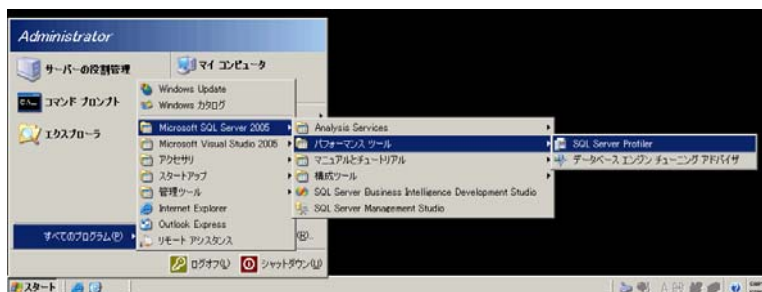 Administrator
サーバーの役割管理
マイ コンピュータ
コマンド プロンプト
エクスプローラ
Windows Update
Windows カタログ
Microsoft SQL Server 2005
Microsoft Visual Studio 2005
アクセサリ
スタートアップ
管理ツール
Internet Explorer
Outlook Express
リモート アシスタンス
Analysis Services
パフォーマンス ツール
マニュアルとチュートリアル
構成ツール
SQL Server Business Intelligence Development Studio
SQL Server Management Studio
SQL Server Profiler
データベース エンジン チューニング アドバイザ
すべてのプログラム(P)
(R)...
ログオフ(L)
シャットダウン(U)
スタート